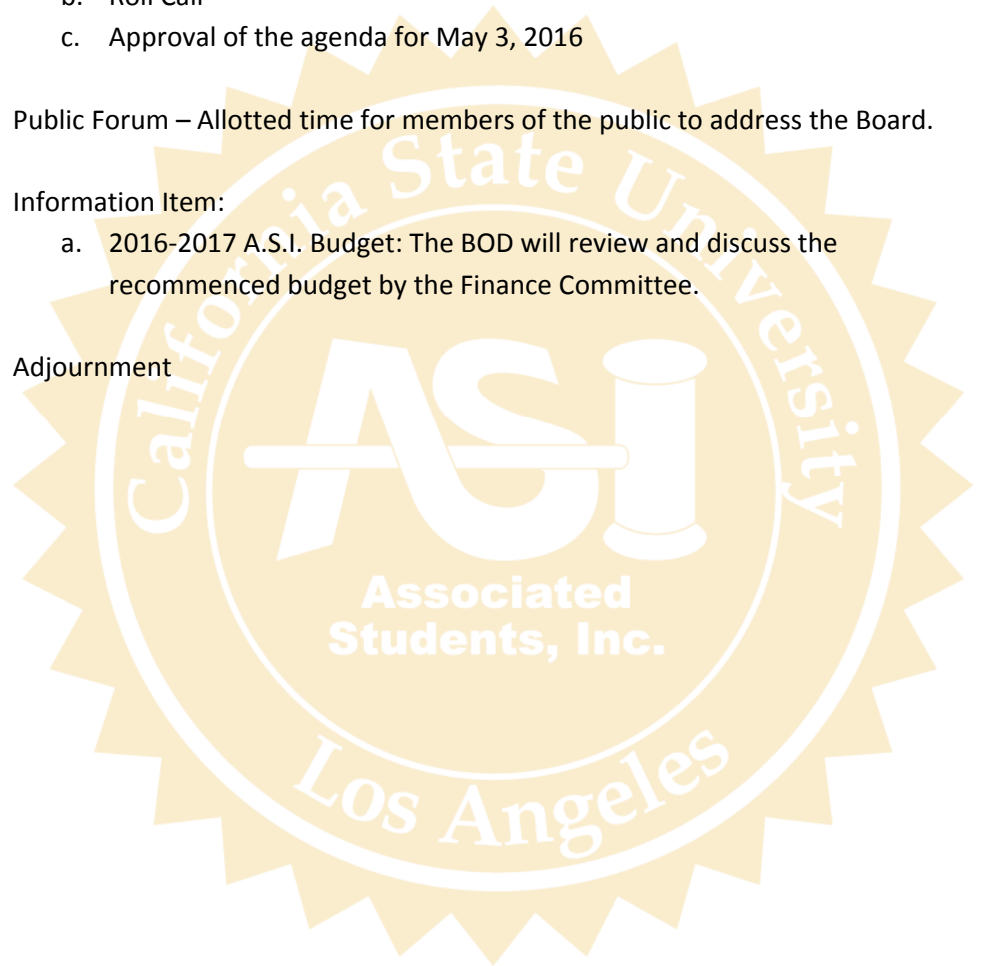 b. Roll Call
c. Approval of the agenda for May 3, 2016
Public Forum – Allotted time for members of the public to address the Board.
Information Item:
a. 2016-2017 A.S.I. Budget: The BOD will review and discuss the
recommenced budget by the Finance Committee.
Adjournment
California State University
ASI
Associated
Students, Inc.
Los Angeles